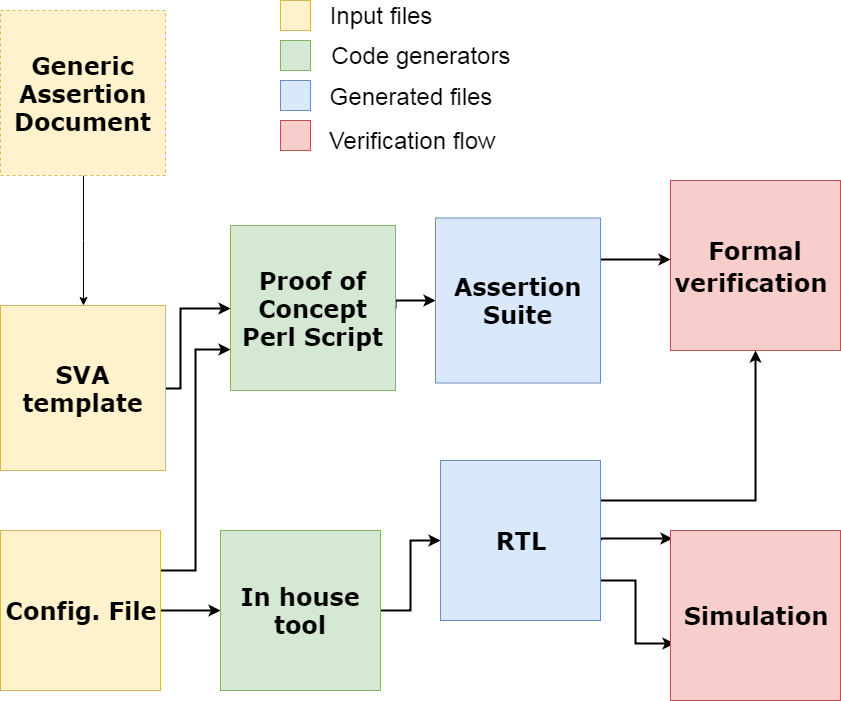 Input files
Code generators
Generated files
Verification flow
Generic
Assertion
Document
Proof of
Concept
Perl Script
Assertion
Suite
Formal
verification
SVA
template
Config. File
In house
tool
RTL
Simulation